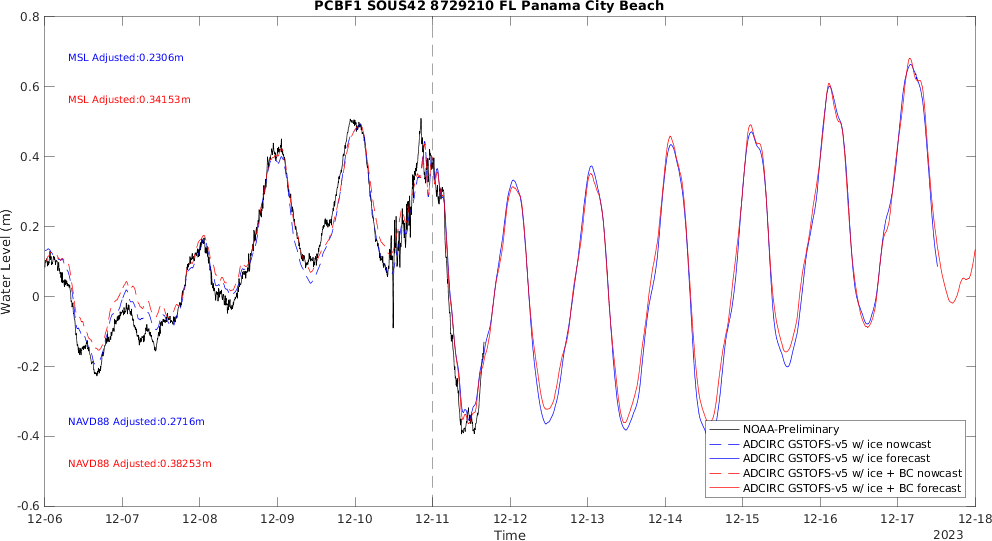 PCBF1 SOUS42 8729210 FL Panama City Beach
0.8
0.6
0.4
0.2
0
-0.2
-0.4
-0.6
Water Level (m)
MSL Adjusted:0.2306m
MSL Adjusted:0.34153m
NAVD88 Adjusted:0.2716m
NAVD88 Adjusted:0.38253m
NOAA-Preliminary
ADCIRC GSTOFS-v5 w/ ice nowcast
ADCIRC GSTOFS-v5 w/ ice forecast
ADCIRC GSTOFS-v5 w/ ice + BC nowcast
ADCIRC GSTOFS-v5 w/ ice + BC forecast
12-06 12-07 12-08 12-09 12-10 12-11 12-12 12-13 12-14 12-15 12-16 12-17 12-18
Time
2023